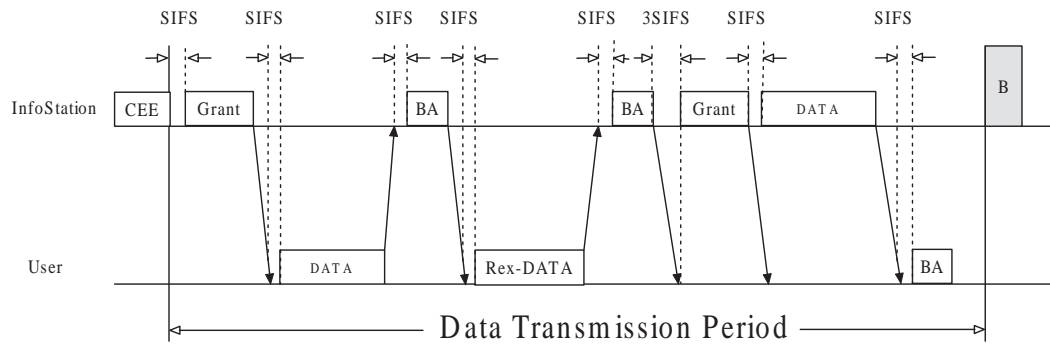 SIFS SIFS SIFS SIFS SIFS 3SIFS SIFS SIFS
B
InfoStation CEE Grant BA BA Grant DATA
User DATA Rex-DATA BA
Data Transmission Period